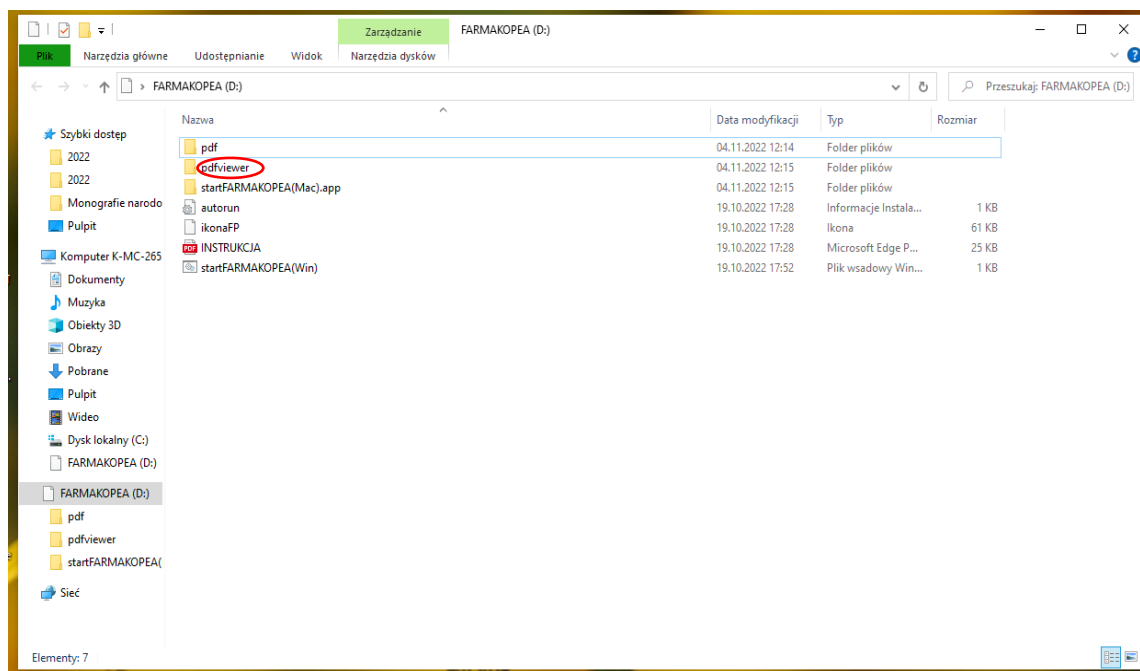 Zarządzanie FARMAKOPEA (D:)
Plik Narzędzia główne Udostępnianie Widok Narzędzia dysków
FARMAKOPEA (D:) Przeszukaj: FARMAKOPEA (D:)
Nazwa Data modyfikacji Typ Rozmiar
pdf 04.11.2022 12:14 Folder plików
pdfviewer 04.11.2022 12:15 Folder plików
startFARMAKOPEA(Mac).app 04.11.2022 12:15 Folder plików
autorun 19.10.2022 17:28 Informacje Instala... 1 KB
ikonaFP 19.10.2022 17:28 Ikona 61 KB
PDF INSTRUKCJA 19.10.2022 17:28 Microsoft Edge P... 25 KB
startFARMAKOPEA(Win) 19.10.2022 17:52 Plik wsadowy Win... 1 KB
Szybki dostęp
2022
2022
Monografie narodo
Pulpit
Komputer K-MC-265
Dokumenty
Muzyka
Obiekty 3D
Obrazy
Pobrane
Pulpit
Wideo
Dysk lokalny (C:)
FARMAKOPEA (D:)
FARMAKOPEA (D:)
pdf
pdfviewer
startFARMAKOPEA(
Sieć
Elementy: 7